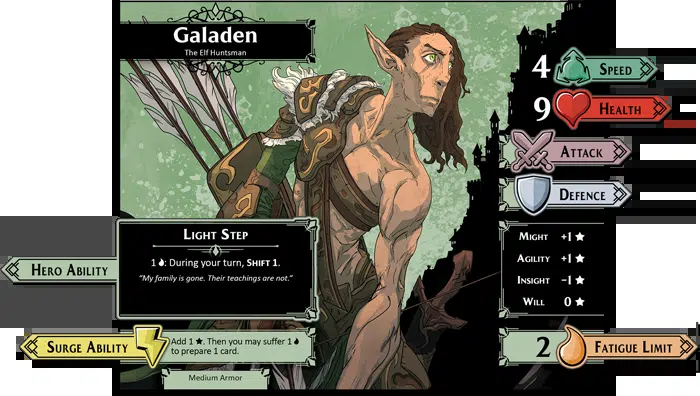 Galaden
The Elf Huntsman
4 SPEED
9 HEALTH
ATTACK
DEFENCE
MIGHT +1
AGILITY +1
INSIGHT −1
WILL 0
HERO ABILITY
LIGHT STEP
1 : During your turn, SHIFT 1.
“My family is gone. Their teachings are not.”
SURGE ABILITY
Add 1 . Then you may suffer 1
to prepare 1 card.
Medium Armor
2 FATIGUE LIMIT